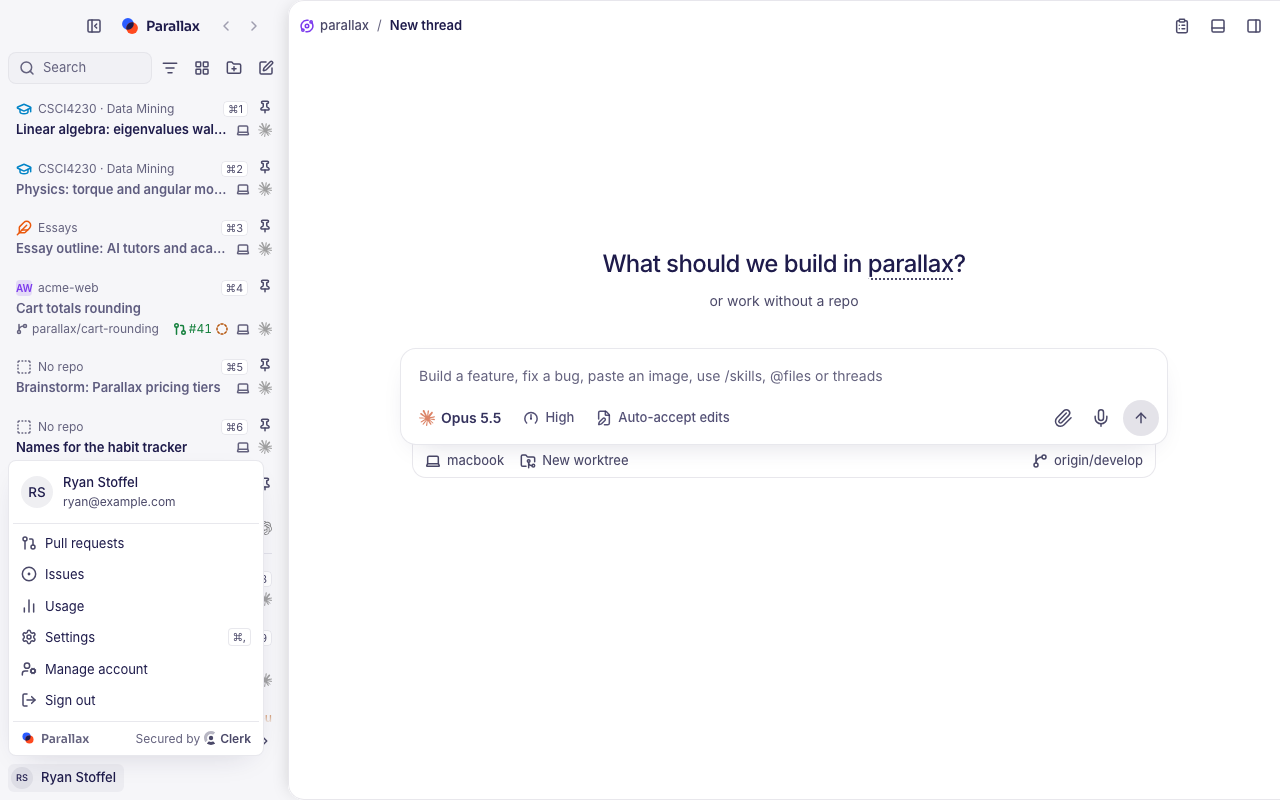 Parallax
parallax / New thread
Search
CSCI4230 · Data Mining ⌘1
Linear algebra: eigenvalues wal…
CSCI4230 · Data Mining ⌘2
Physics: torque and angular mo…
Essays ⌘3
Essay outline: AI tutors and aca…
AW acme-web ⌘4
Cart totals rounding
parallax/cart-rounding #41
No repo ⌘5
Brainstorm: Parallax pricing tiers
No repo ⌘6
Names for the habit tracker
RS Ryan Stoffel
ryan@example.com
Pull requests
Issues
Usage
Settings ⌘,
Manage account
Sign out
Parallax Secured by Clerk
RS Ryan Stoffel
What should we build in parallax?
or work without a repo
Build a feature, fix a bug, paste an image, use /skills, @files or threads
Opus 5.5 High Auto-accept edits
macbook New worktree origin/develop